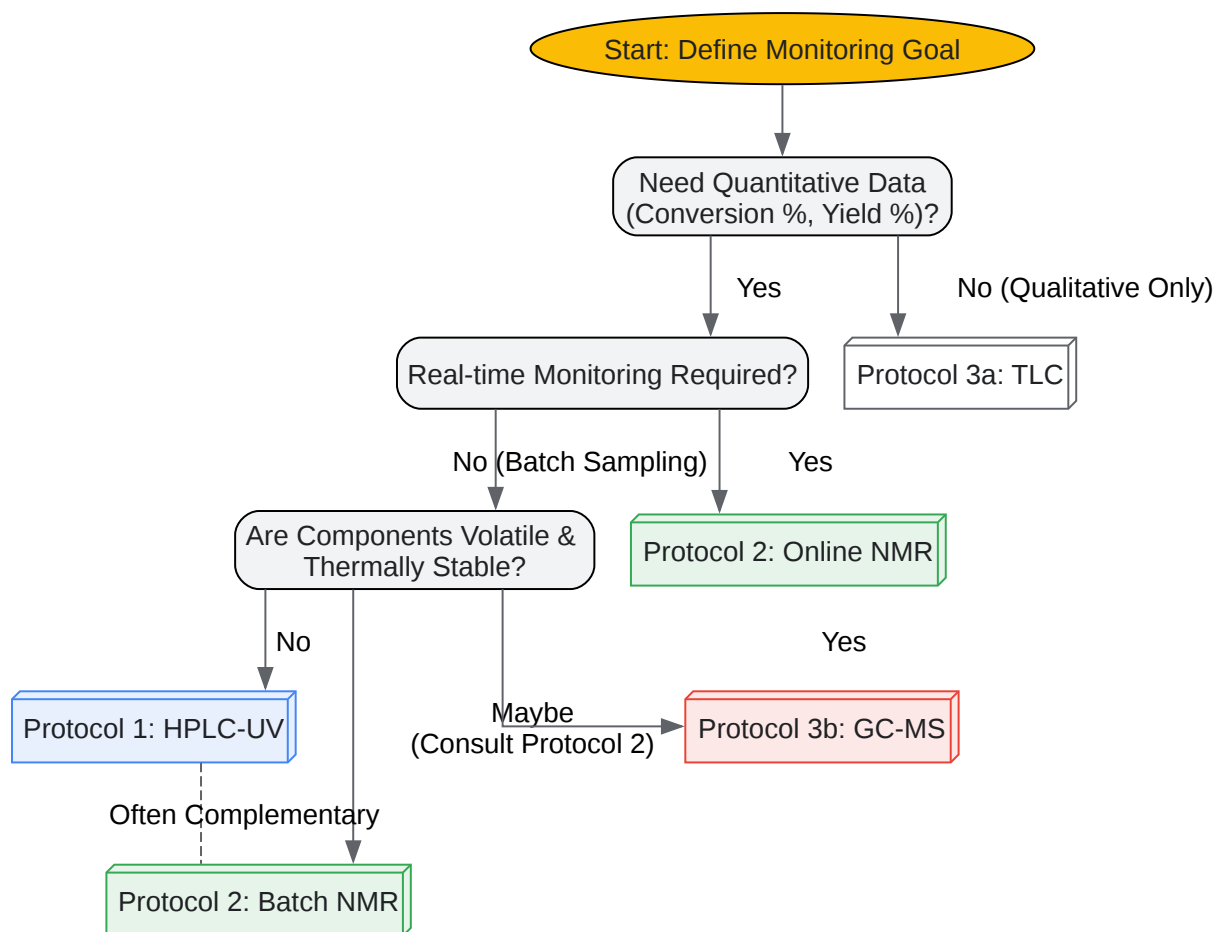 Start: Define Monitoring Goal
Need Quantitative Data
(Conversion %, Yield %)?
Yes
No (Qualitative Only)
Real-time Monitoring Required?
Protocol 3a: TLC
No (Batch Sampling)
Yes
Are Components Volatile &
Thermally Stable?
Protocol 2: Online NMR
No
Yes
Protocol 1: HPLC-UV
Maybe
(Consult Protocol 2)
Protocol 3b: GC-MS
Often Complementary
Protocol 2: Batch NMR